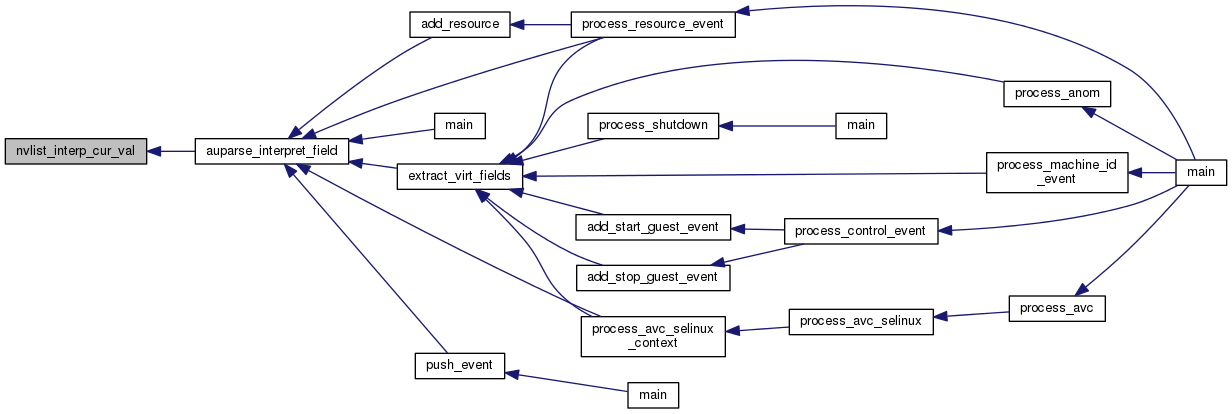 add_resource
process_resource_event
process_anom
main
process_shutdown
main
nvlist_interp_cur_val
auparse_interpret_field
extract_virt_fields
process_machine_id
_event
main
add_start_guest_event
process_control_event
add_stop_guest_event
process_avc
process_avc_selinux
process_avc_selinux
_context
push_event
main